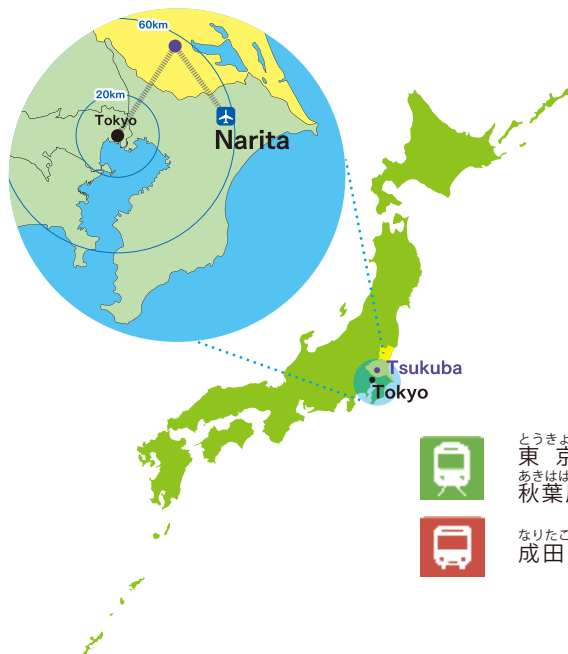 60km
20km
Tokyo
Narita
Tsukuba
Tokyo
とうきょ
東 京
あきはは
秋葉
なりたこ
成田